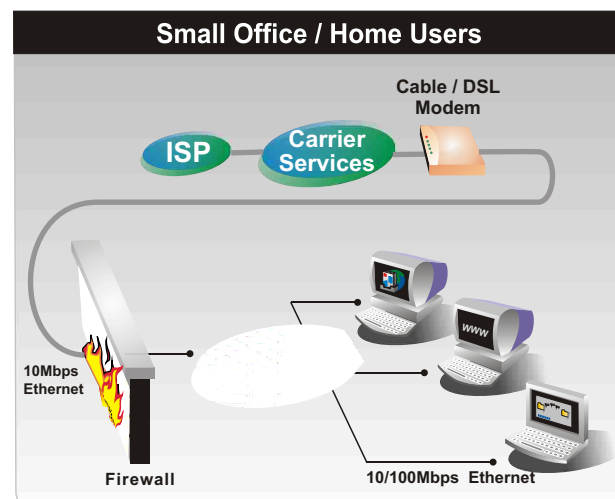 Small Office / Home Users
Cable / DSL
Modem
ISP
Carrier
Services
www
10Mbps
Ethernet
Firewall
10/100Mbps Ethernet